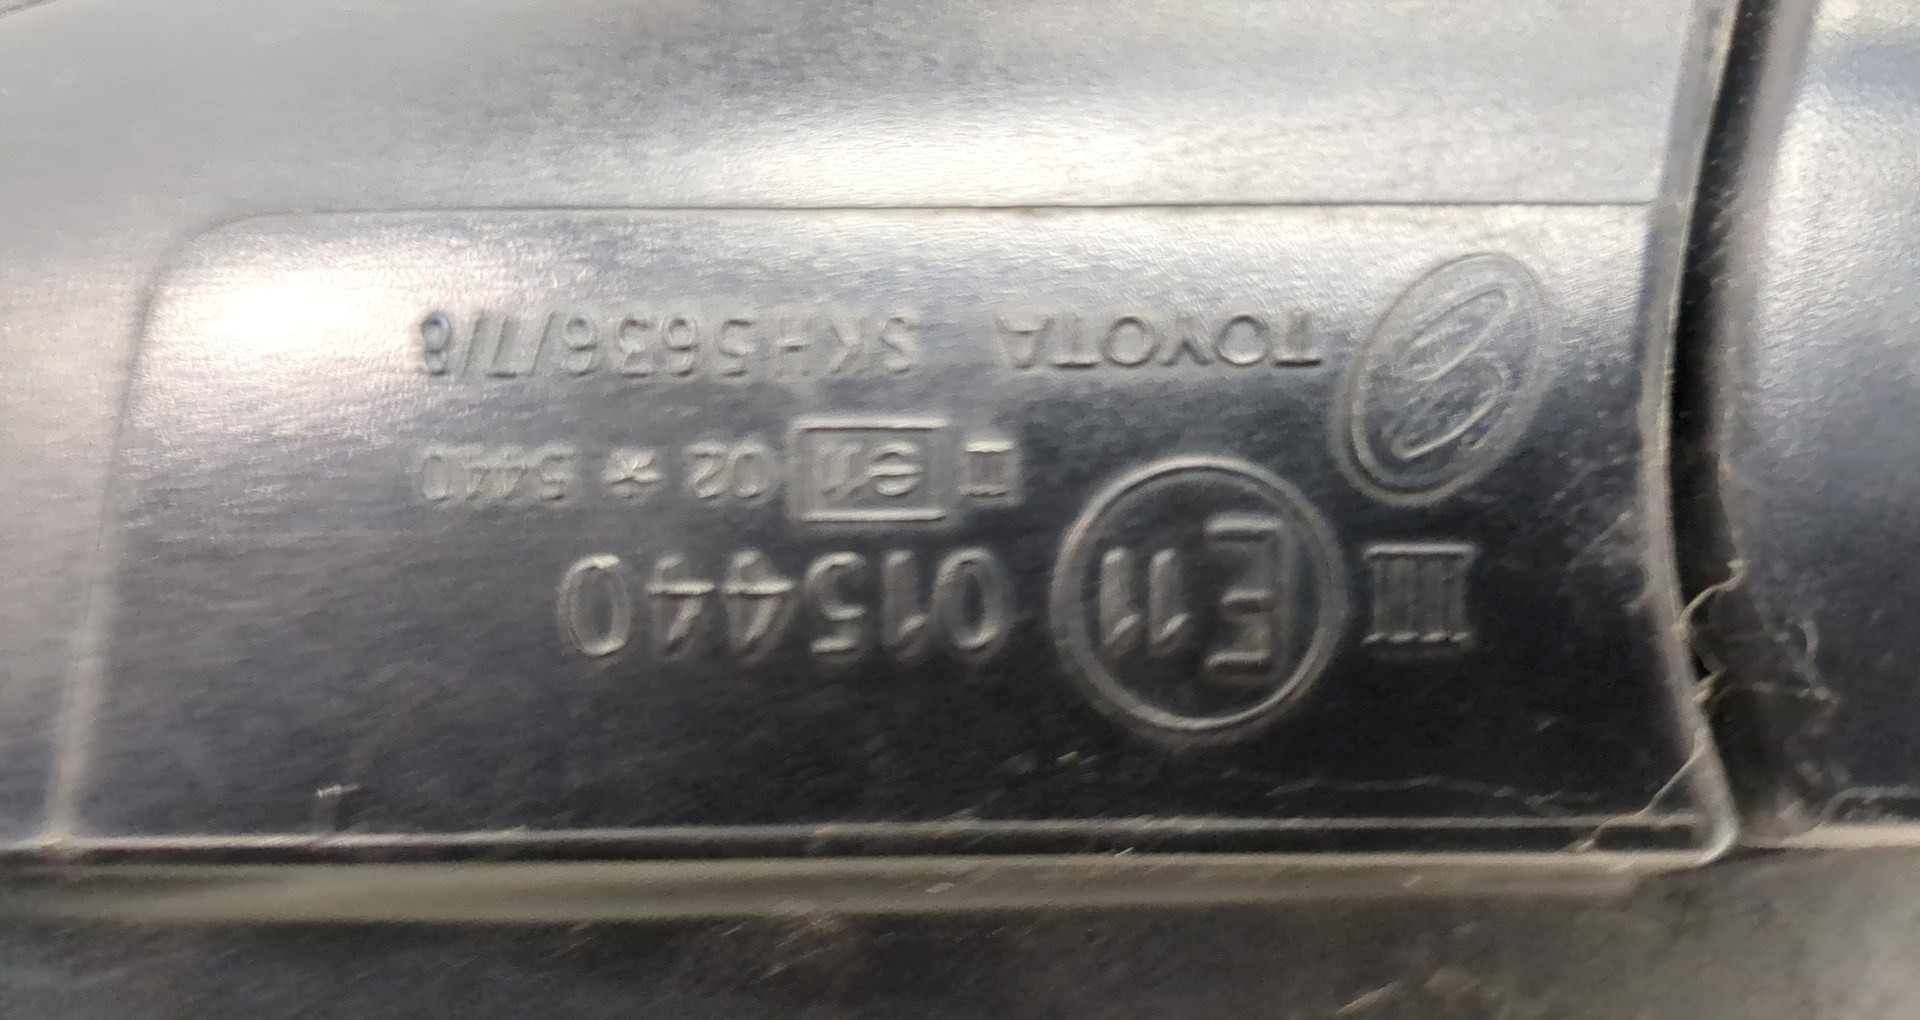 III E11 015440
II e11 02 * 5440
TOYOTA SKH5636/7/8